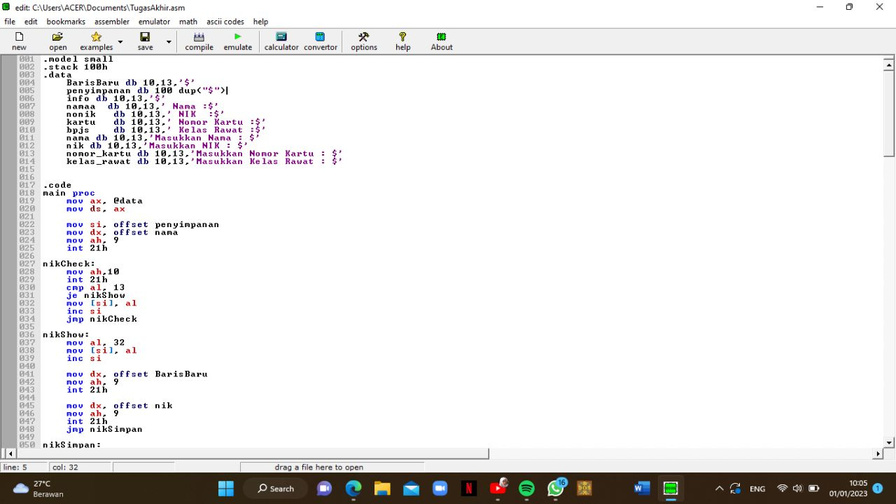 edit: C:\Users\ACER\Documents\TugasAkhir.asm
file edit bookmarks assembler emulator math ascii codes help
new open examples save compile emulate calculator convertor options help About
001 .model small
002 .stack 100h
003 .data
004 BarisBaru db 10,13,'$'
005 penyimpanan db 100 dup("$")
006 info db 10,13,'$'
007 namaa db 10,13,' Nama :$'
008 nonik db 10,13,' NIK :$'
009 kartu db 10,13,' Nomor Kartu :$'
010 bpjs db 10,13,' Kelas Rawat :$'
011 nama db 10,13,'Masukkan Nama : $'
012 nik db 10,13,'Masukkan NIK : $'
013 nomor_kartu db 10,13,'Masukkan Nomor Kartu : $'
014 kelas_rawat db 10,13,'Masukkan Kelas Rawat : $'
015
016
017 .code
018 main proc
019 mov ax, @data
020 mov ds, ax
021
022 mov si, offset penyimpanan
023 mov dx, offset nama
024 mov ah, 9
025 int 21h
026
027 nikCheck:
028 mov ah,10
029 int 21h
030 cmp al, 13
031 je nikShow
032 mov [si], al
033 inc si
034 jmp nikCheck
035
036 nikShow:
037 mov al, 32
038 mov [si], al
039 inc si
040
041 mov dx, offset BarisBaru
042 mov ah, 9
043 int 21h
044
045 mov dx, offset nik
046 mov ah, 9
047 int 21h
048 jmp nikSimpan
049
050 nikSimpan:
line: 5 col: 32 drag a file here to open
27°C
Berawan
Search
16
ENG
10:05
01/01/2023